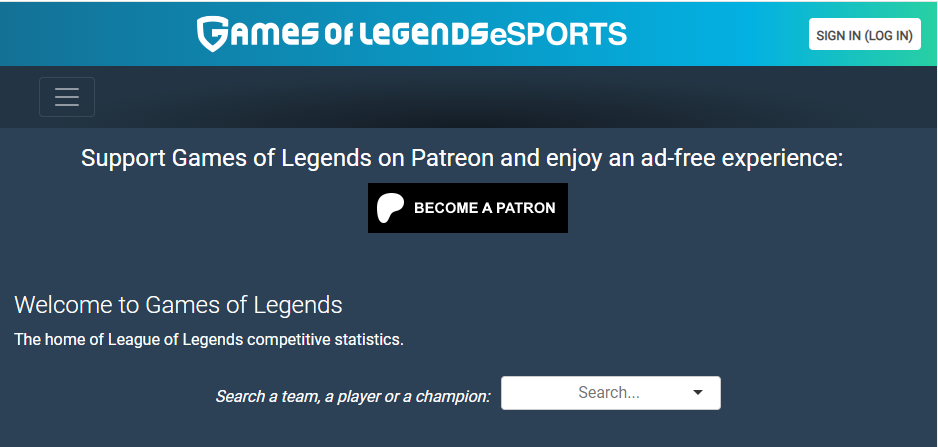 GAMES OF LEGENDS eSPORTS
SIGN IN (LOG IN)
Support Games of Legends on Patreon and enjoy an ad-free experience:
BECOME A PATRON
Welcome to Games of Legends
The home of League of Legends competitive statistics.
Search a team, a player or a champion: Search...